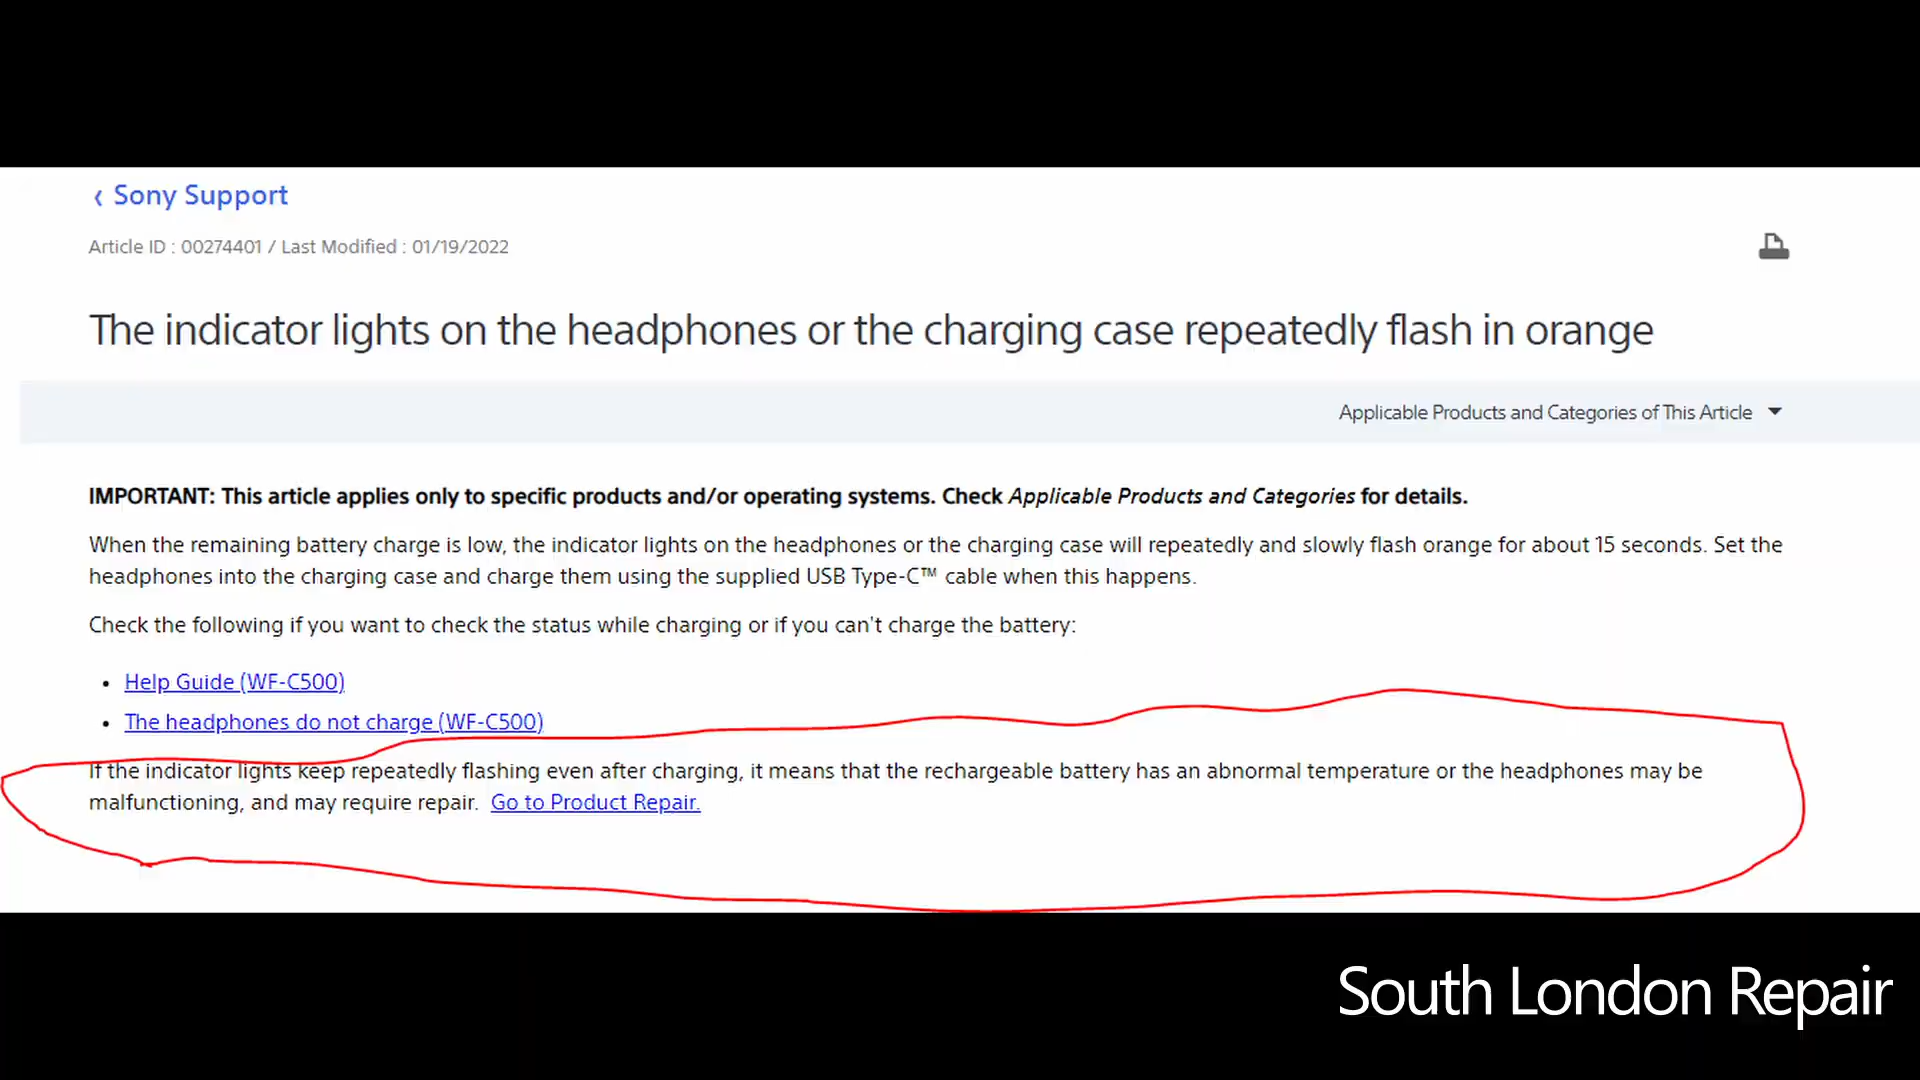 ‹ Sony Support
Article ID : 00274401 / Last Modified : 01/19/2022
The indicator lights on the headphones or the charging case repeatedly flash in orange
Applicable Products and Categories of This Article
IMPORTANT: This article applies only to specific products and/or operating systems. Check Applicable Products and Categories for details.
When the remaining battery charge is low, the indicator lights on the headphones or the charging case will repeatedly and slowly flash orange for about 15 seconds. Set the
headphones into the charging case and charge them using the supplied USB Type-C™ cable when this happens.
Check the following if you want to check the status while charging or if you can't charge the battery:
• Help Guide (WF-C500)
• The headphones do not charge (WF-C500)
If the indicator lights keep repeatedly flashing even after charging, it means that the rechargeable battery has an abnormal temperature or the headphones may be
malfunctioning, and may require repair. Go to Product Repair.
South London Repair